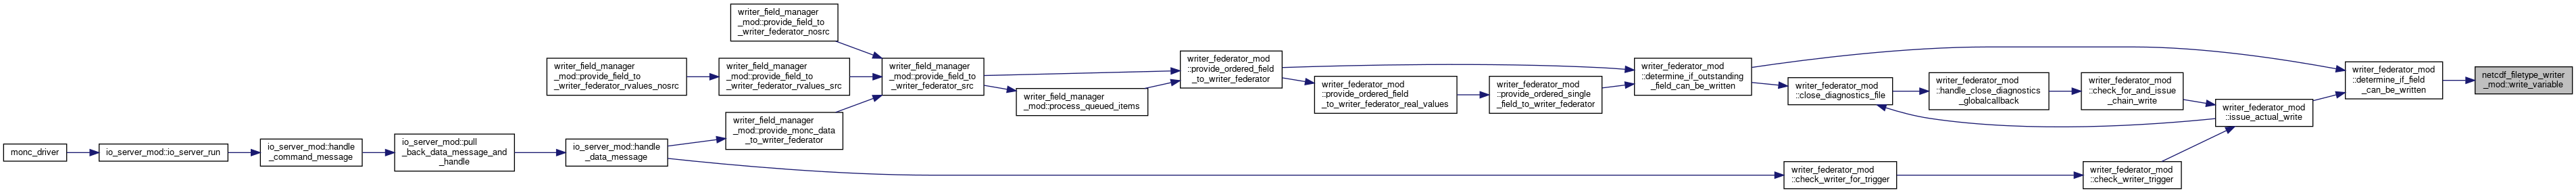 writer_field_manager
_mod::provide_field_to
_writer_federator_nosrc
writer_field_manager
_mod::provide_field_to
_writer_federator_rvalues_nosrc
writer_field_manager
_mod::provide_field_to
_writer_federator_rvalues_src
writer_field_manager
_mod::provide_field_to
_writer_federator_src
writer_field_manager
_mod::process_queued_items
writer_federator_mod
::provide_ordered_field
_to_writer_federator
writer_federator_mod
::provide_ordered_field
_to_writer_federator_real_values
writer_federator_mod
::provide_ordered_single
_field_to_writer_federator
writer_federator_mod
::determine_if_outstanding
_field_can_be_written
writer_federator_mod
::close_diagnostics_file
writer_federator_mod
::handle_close_diagnostics
_globalcallback
writer_federator_mod
::check_for_and_issue
_chain_write
writer_federator_mod
::issue_actual_write
writer_federator_mod
::determine_if_field
_can_be_written
netcdf_filetype_writer
_mod::write_variable
monc_driver
io_server_mod::io_server_run
io_server_mod::handle
_command_message
io_server_mod::pull
_back_data_message_and
_handle
io_server_mod::handle
_data_message
writer_field_manager
_mod::provide_monc_data
_to_writer_federator
writer_federator_mod
::check_writer_for_trigger
writer_federator_mod
::check_writer_trigger